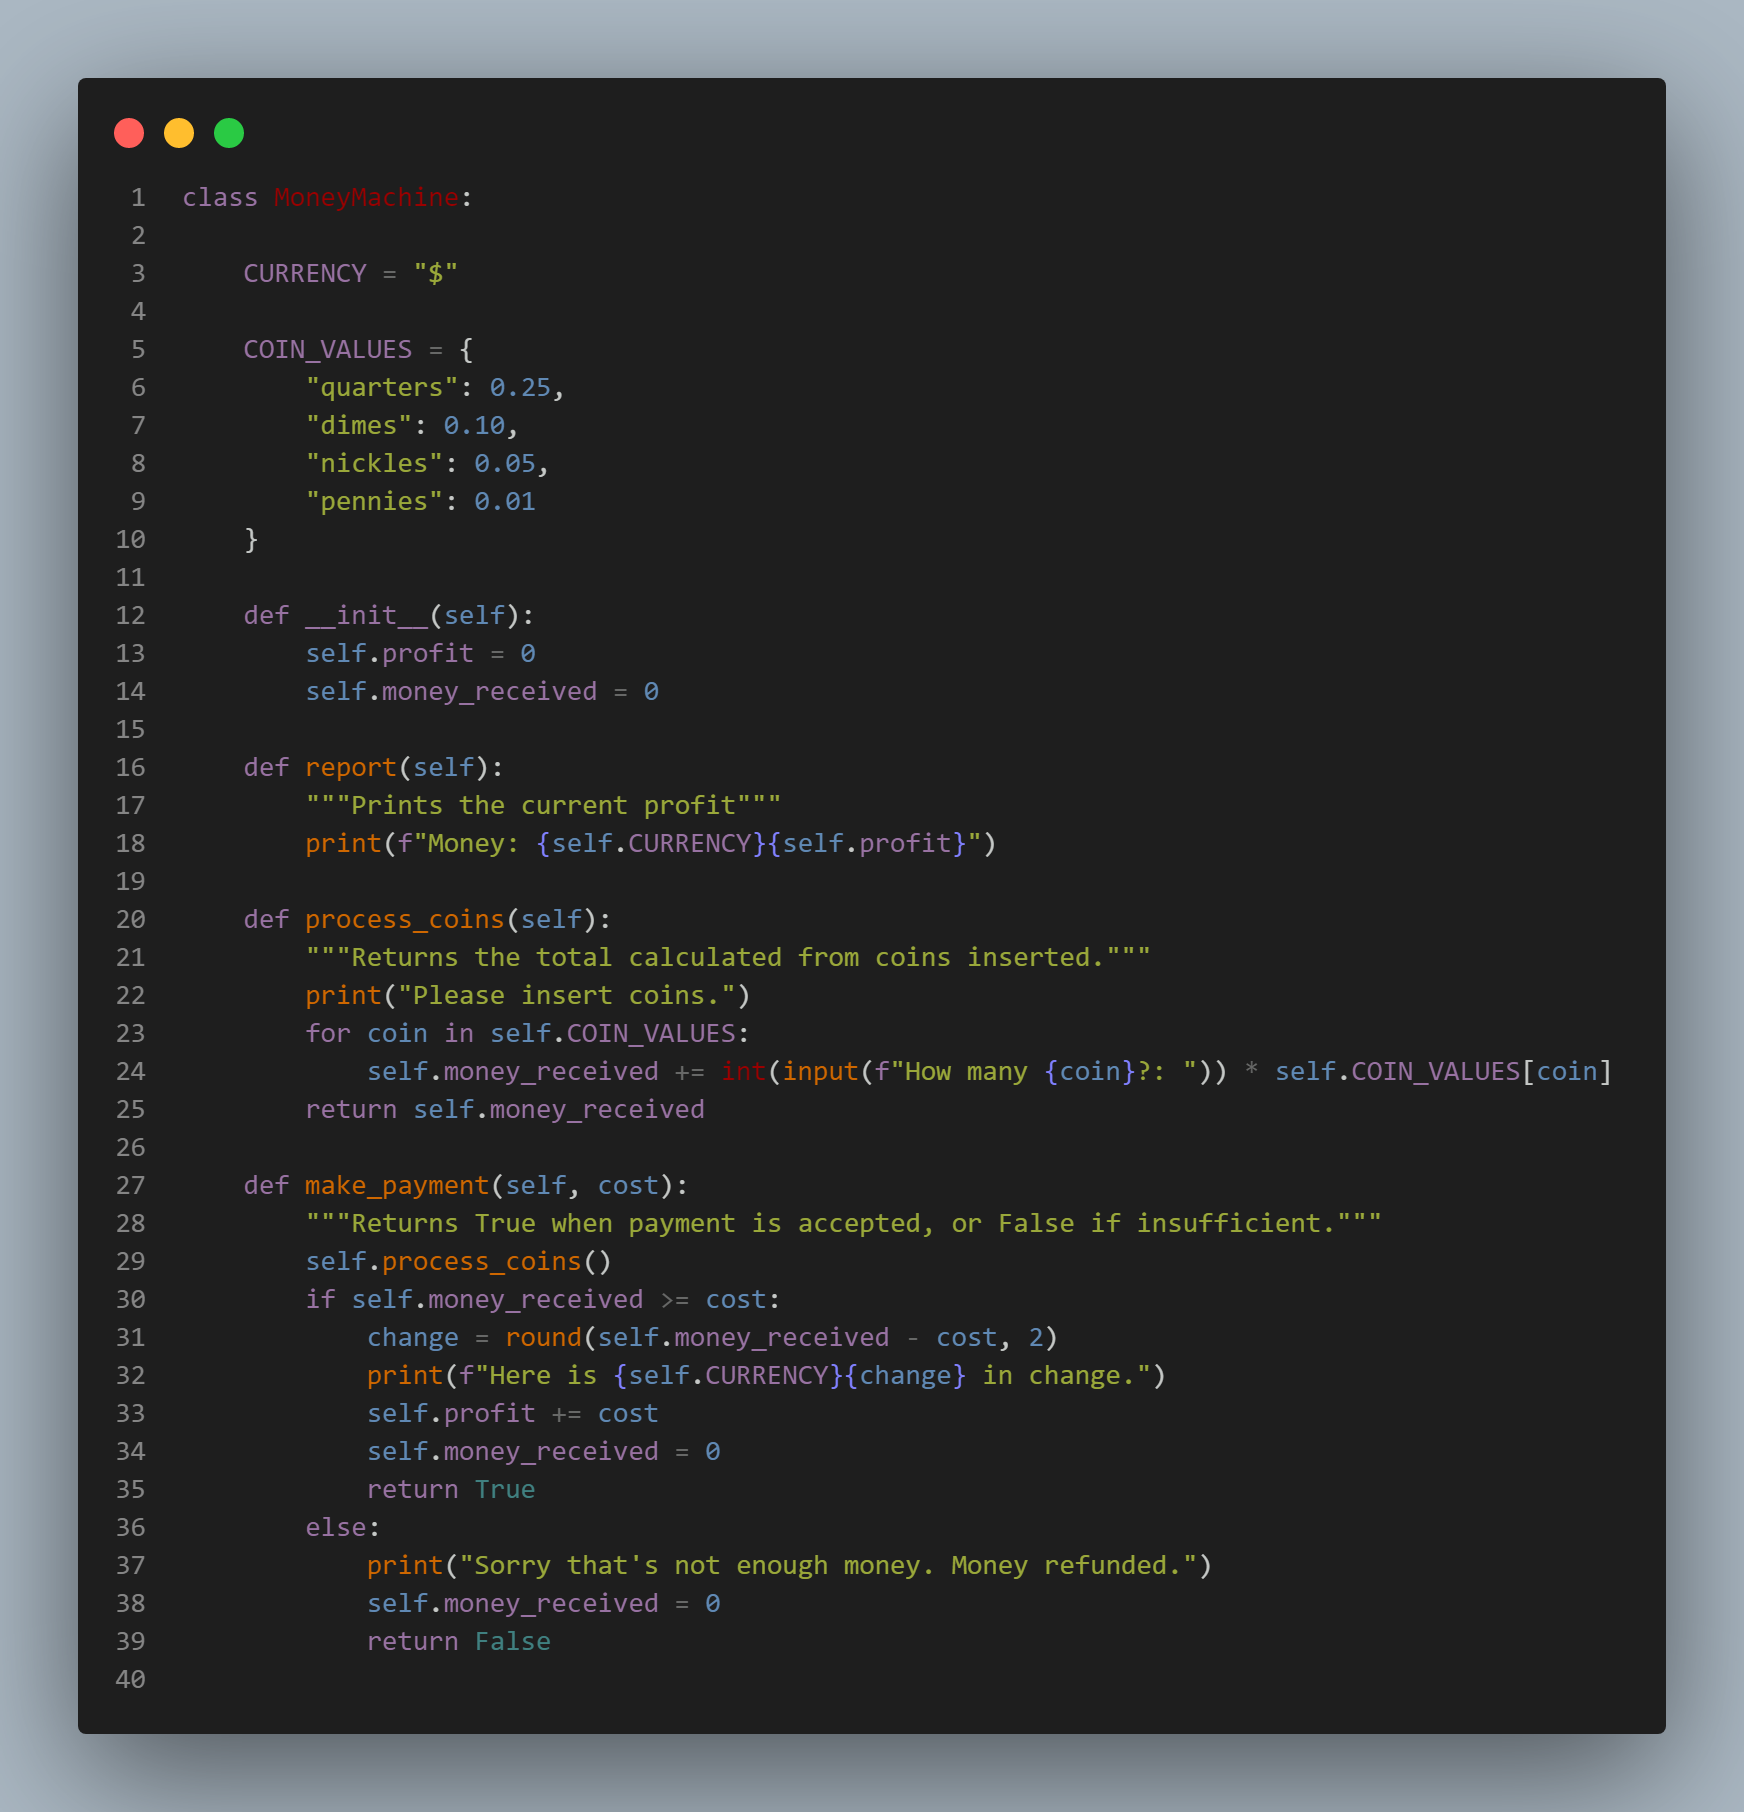 1 class MoneyMachine:
2
3     CURRENCY = "$"
4
5     COIN_VALUES = {
6         "quarters": 0.25,
7         "dimes": 0.10,
8         "nickles": 0.05,
9         "pennies": 0.01
10     }
11
12     def __init__(self):
13         self.profit = 0
14         self.money_received = 0
15
16     def report(self):
17         """Prints the current profit"""
18         print(f"Money: {self.CURRENCY}{self.profit}")
19
20     def process_coins(self):
21         """Returns the total calculated from coins inserted."""
22         print("Please insert coins.")
23         for coin in self.COIN_VALUES:
24             self.money_received += int(input(f"How many {coin}?: ")) * self.COIN_VALUES[coin]
25         return self.money_received
26
27     def make_payment(self, cost):
28         """Returns True when payment is accepted, or False if insufficient."""
29         self.process_coins()
30         if self.money_received >= cost:
31             change = round(self.money_received - cost, 2)
32             print(f"Here is {self.CURRENCY}{change} in change.")
33             self.profit += cost
34             self.money_received = 0
35             return True
36         else:
37             print("Sorry that's not enough money. Money refunded.")
38             self.money_received = 0
39             return False
40